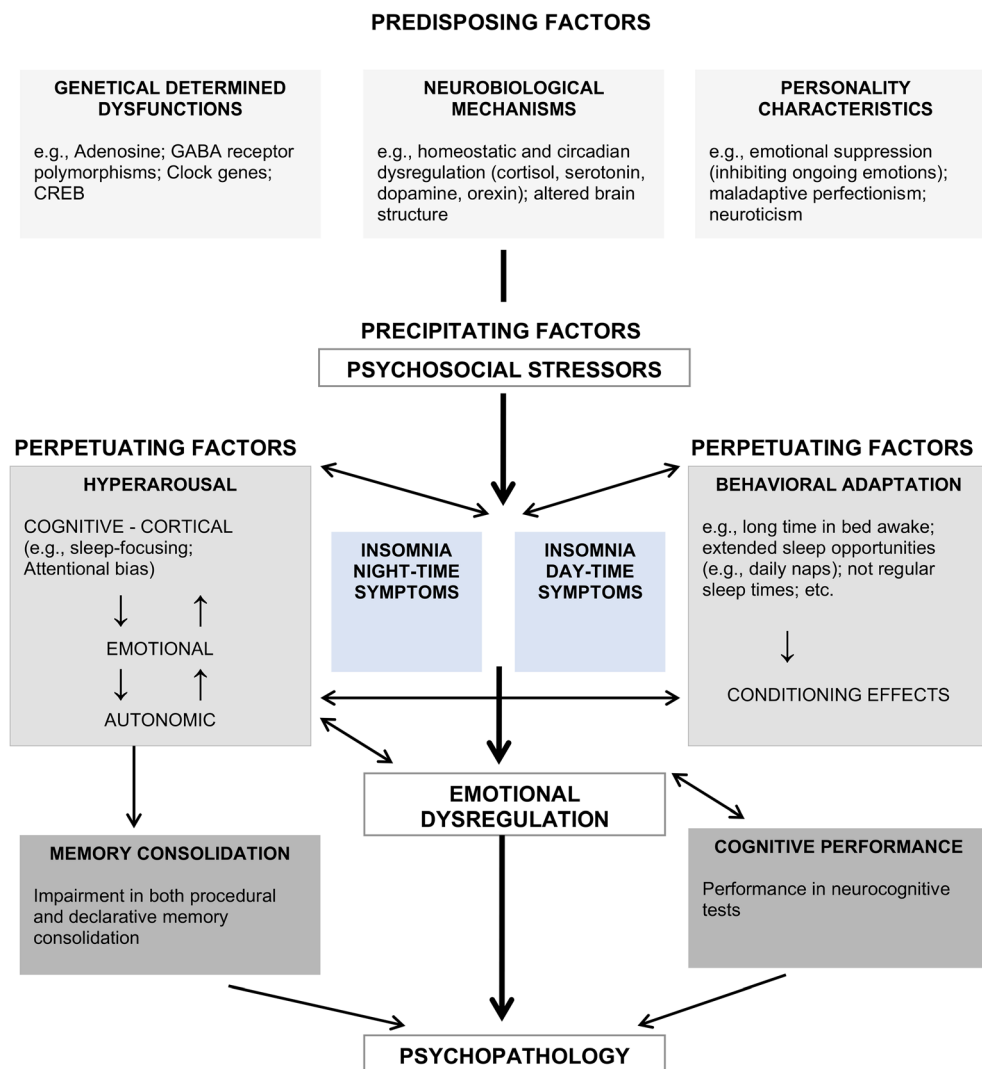 PREDISPOSING FACTORS
GENETICAL DETERMINED
DYSFUNCTIONS
e.g., Adenosine; GABA receptor
polymorphisms; Clock genes;
CREB
NEUROBIOLOGICAL
MECHANISMS
e.g., homeostatic and circadian
dysregulation (cortisol, serotonin,
dopamine, orexin); altered brain
structure
PERSONALITY
CHARACTERISTICS
e.g., emotional suppression
(inhibiting ongoing emotions);
maladaptive perfectionism;
neuroticism
PRECIPITATING FACTORS
PSYCHOSOCIAL STRESSORS
PERPETUATING FACTORS
HYPERAROUSAL
COGNITIVE - CORTICAL
(e.g., sleep-focusing;
Attentional bias)
EMOTIONAL
AUTONOMIC
INSOMNIA
NIGHT-TIME
SYMPTOMS
INSOMNIA
DAY-TIME
SYMPTOMS
PERPETUATING FACTORS
BEHAVIORAL ADAPTATION
e.g., long time in bed awake;
extended sleep opportunities
(e.g., daily naps); not regular
sleep times; etc.
CONDITIONING EFFECTS
EMOTIONAL
DYSREGULATION
MEMORY CONSOLIDATION
Impairment in both procedural
and declarative memory
consolidation
COGNITIVE PERFORMANCE
Performance in neurocognitive
tests
PSYCHOPATHOLOGY